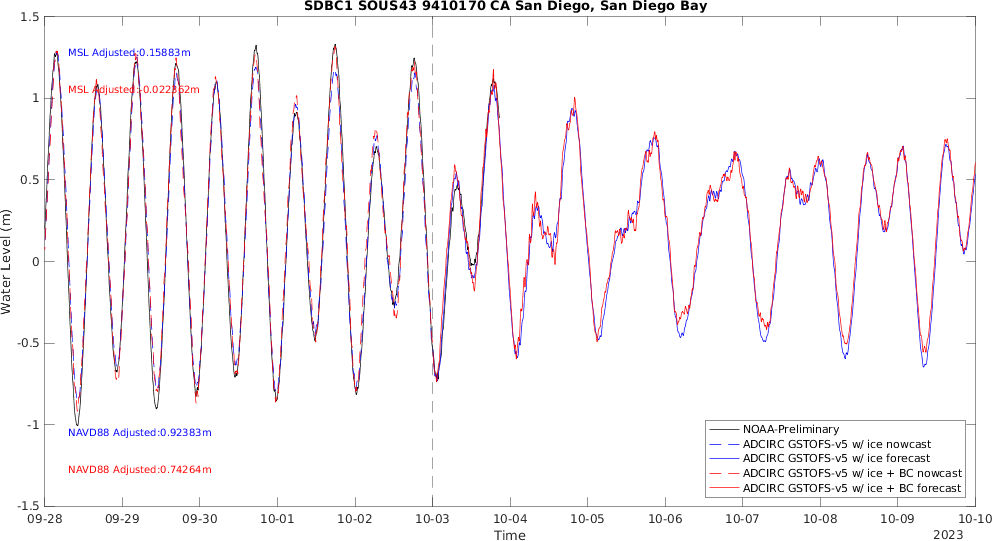 SDBC1 SOUS43 9410170 CA San Diego, San Diego Bay
Water Level (m)
1.5
1
0.5
0
-0.5
-1
-1.5
MSL Adjusted:0.15883m
MSL Adjusted:-0.022362m
NAVD88 Adjusted:0.92383m
NAVD88 Adjusted:0.74264m
NOAA-Preliminary
ADCIRC GSTOFS-v5 w/ ice nowcast
ADCIRC GSTOFS-v5 w/ ice forecast
ADCIRC GSTOFS-v5 w/ ice + BC nowcast
ADCIRC GSTOFS-v5 w/ ice + BC forecast
09-28 09-29 09-30 10-01 10-02 10-03 10-04 10-05 10-06 10-07 10-08 10-09 10-10
Time
2023